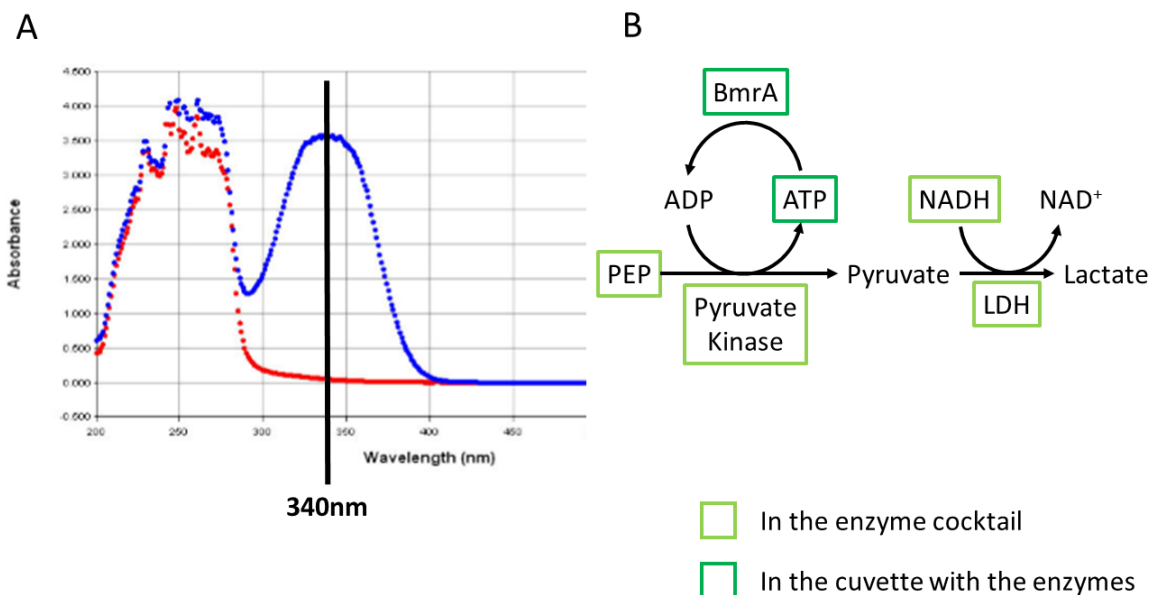 A
4.500
4.000
3.500
3.000
2.500
2.000
1.500
1.000
0.500
0.000
-0.500
Absorbance
200
250
300
350
400
450
Wavelength (nm)
340nm
B
BmrA
ADP
ATP
NADH
NAD⁺
PEP
Pyruvate
Lactate
Pyruvate
Kinase
LDH
In the enzyme cocktail
In the cuvette with the enzymes